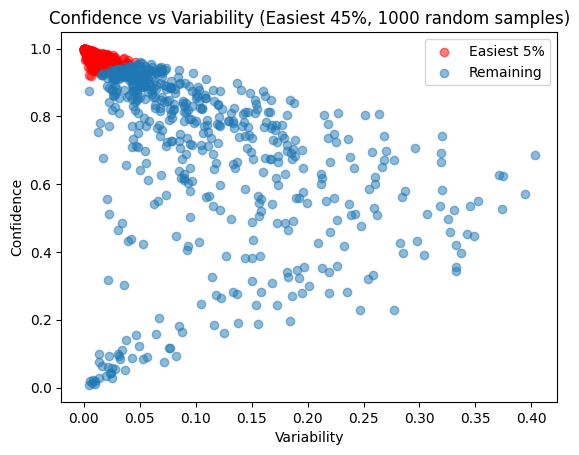 Confidence vs Variability (Easiest 45%, 1000 random samples)
Easiest 5%
Remaining
1.0
0.8
0.6
0.4
0.2
0.0
Confidence
0.00 0.05 0.10 0.15 0.20 0.25 0.30 0.35 0.40
Variability